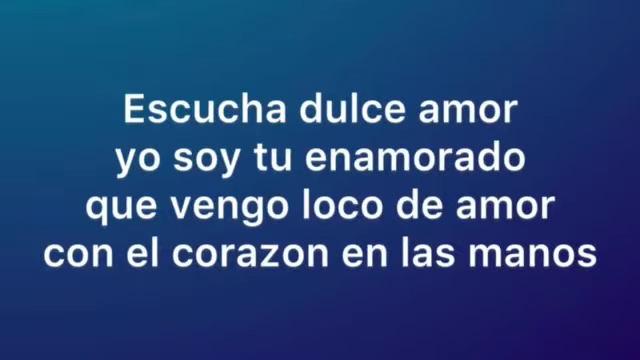 Escucha dulce amor
yo soy tu enamorado
que vengo loco de amor
con el corazon en las manos